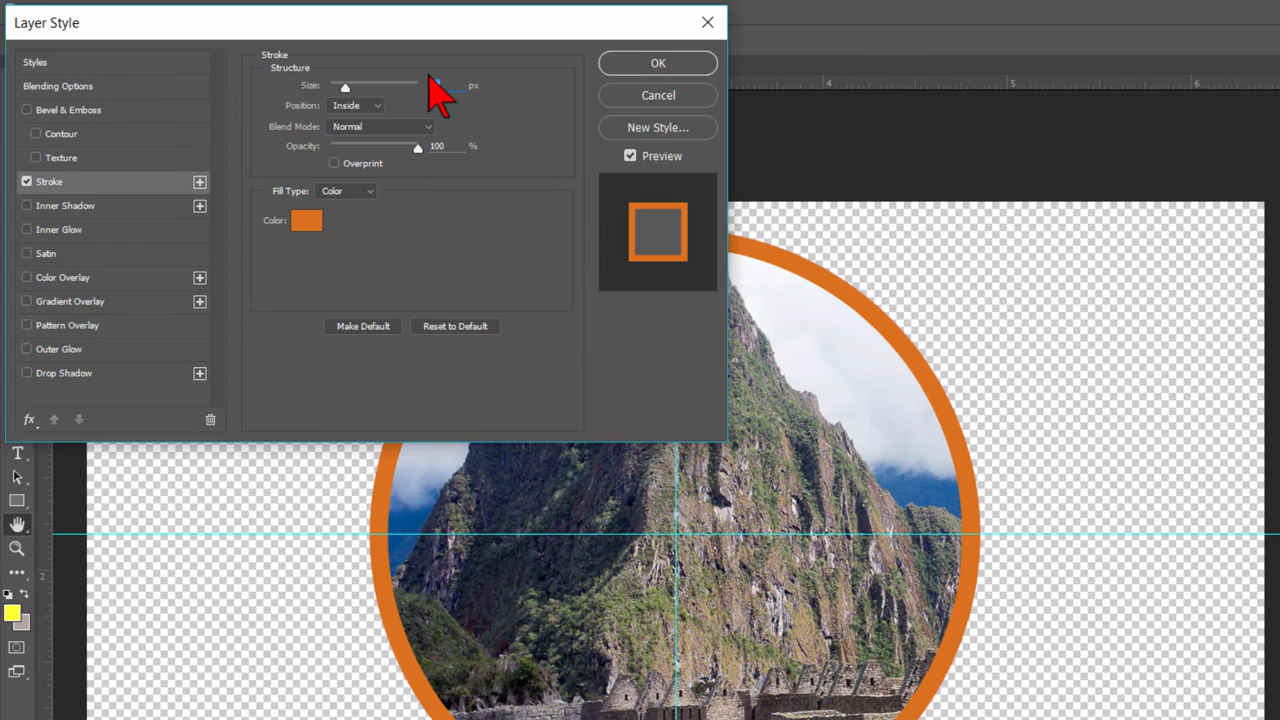 Layer Style
Styles
Blending Options
Bevel & Emboss
Contour
Texture
Stroke
Inner Shadow
Inner Glow
Satin
Color Overlay
Gradient Overlay
Pattern Overlay
Outer Glow
Drop Shadow
fx
Stroke
Structure
Size: px
Position: Inside
Blend Mode: Normal
Opacity: 100 %
Overprint
Fill Type: Color
Color:
Make Default Reset to Default
OK
Cancel
New Style...
Preview
4 5
T
2